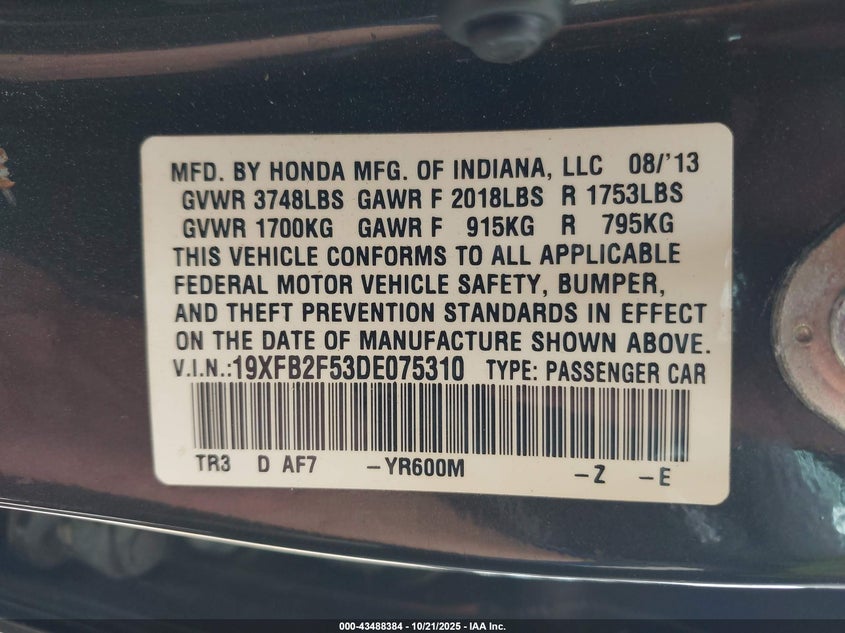 MFD. BY HONDA MFG. OF INDIANA, LLC 08/'13
GVWR 3748LBS GAWR F 2018LBS R 1753LBS
GVWR 1700KG GAWR F 915KG R 795KG
THIS VEHICLE CONFORMS TO ALL APPLICABLE
FEDERAL MOTOR VEHICLE SAFETY, BUMPER,
AND THEFT PREVENTION STANDARDS IN EFFECT
ON THE DATE OF MANUFACTURE SHOWN ABOVE.
V.I.N.:19XFB2F53DE075310 TYPE: PASSENGER CAR
TR3 D AF7 -YR600M -Z -E
000-43488384 - 10/21/2025 - IAA Inc.